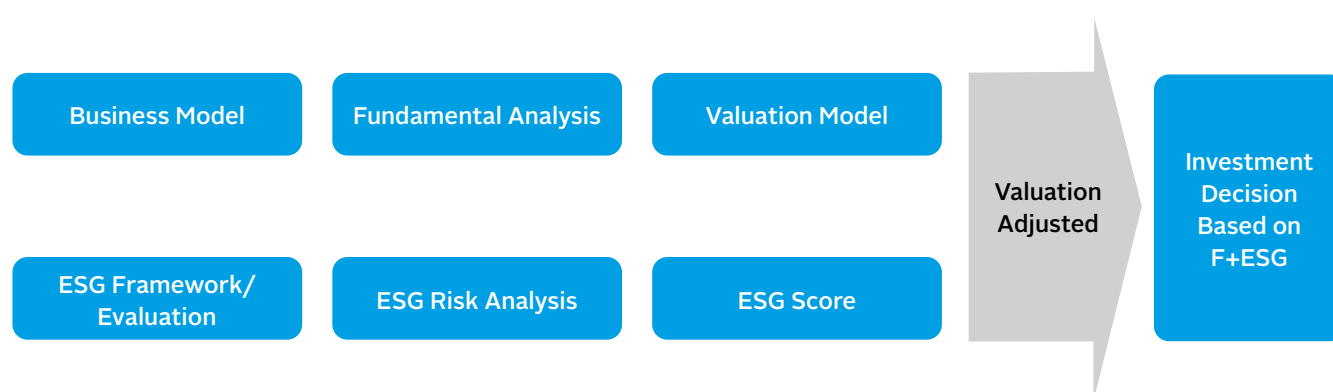 Business Model
Fundamental Analysis
Valuation Model
ESG Framework/
Evaluation
ESG Risk Analysis
ESG Score
Valuation
Adjusted
Investment
Decision
Based on
F+ESG